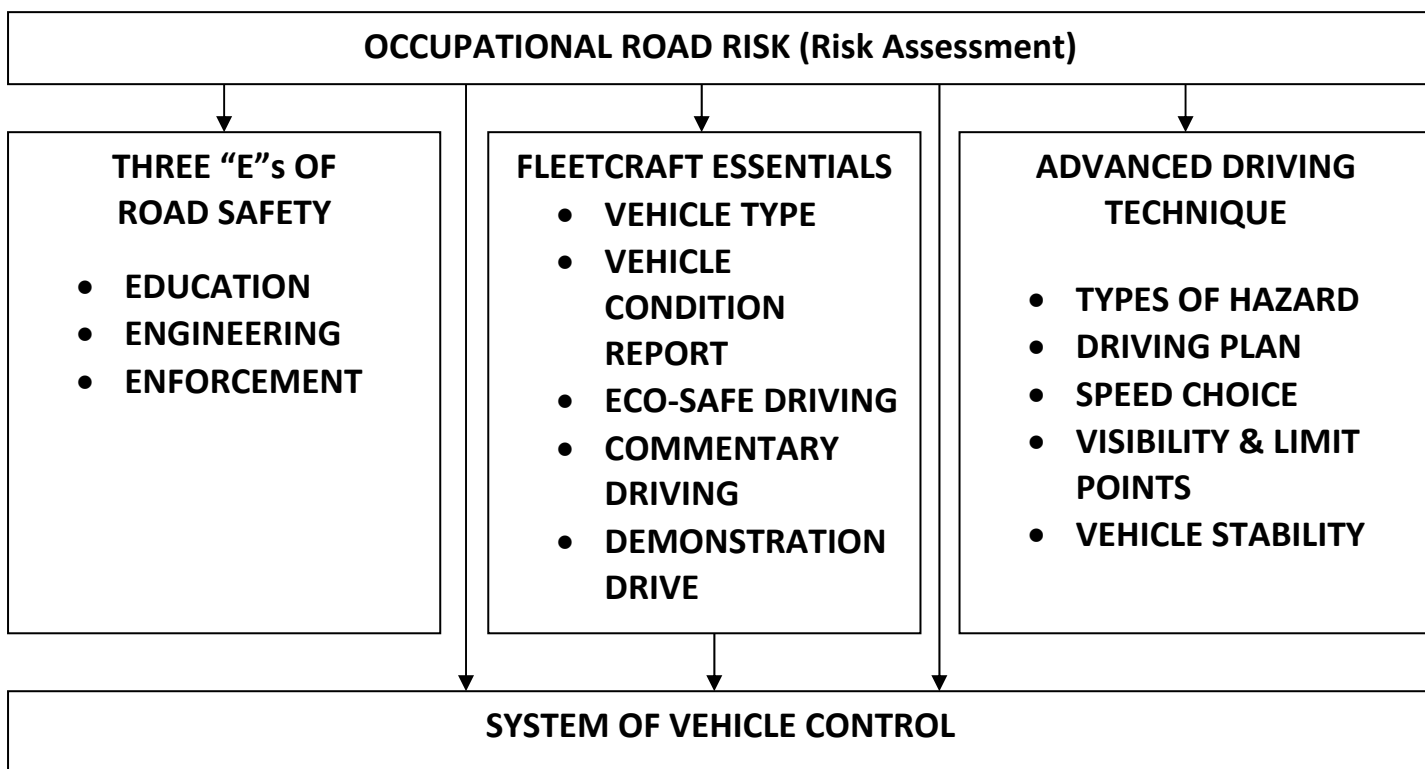 OCCUPATIONAL ROAD RISK (Risk Assessment)
THREE “E”s OF
ROAD SAFETY
• EDUCATION
• ENGINEERING
• ENFORCEMENT
FLEETCRAFT ESSENTIALS
• VEHICLE TYPE
• VEHICLE
CONDITION
REPORT
• ECO-SAFE DRIVING
• COMMENTARY
DRIVING
• DEMONSTRATION
DRIVE
ADVANCED DRIVING
TECHNIQUE
• TYPES OF HAZARD
• DRIVING PLAN
• SPEED CHOICE
• VISIBILITY & LIMIT
POINTS
• VEHICLE STABILITY
SYSTEM OF VEHICLE CONTROL